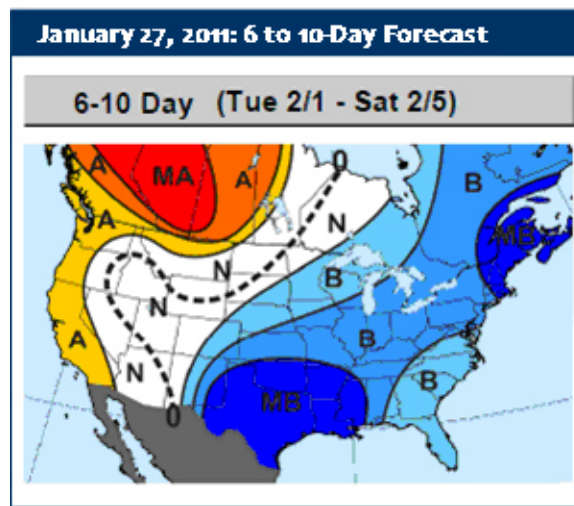 January 27, 2011: 6 to 10-Day Forecast
6-10 Day (Tue 2/1 - Sat 2/5)
A
MA
A
0
B
A
N
MB
N
B
N
A
B
N
B
MB
0